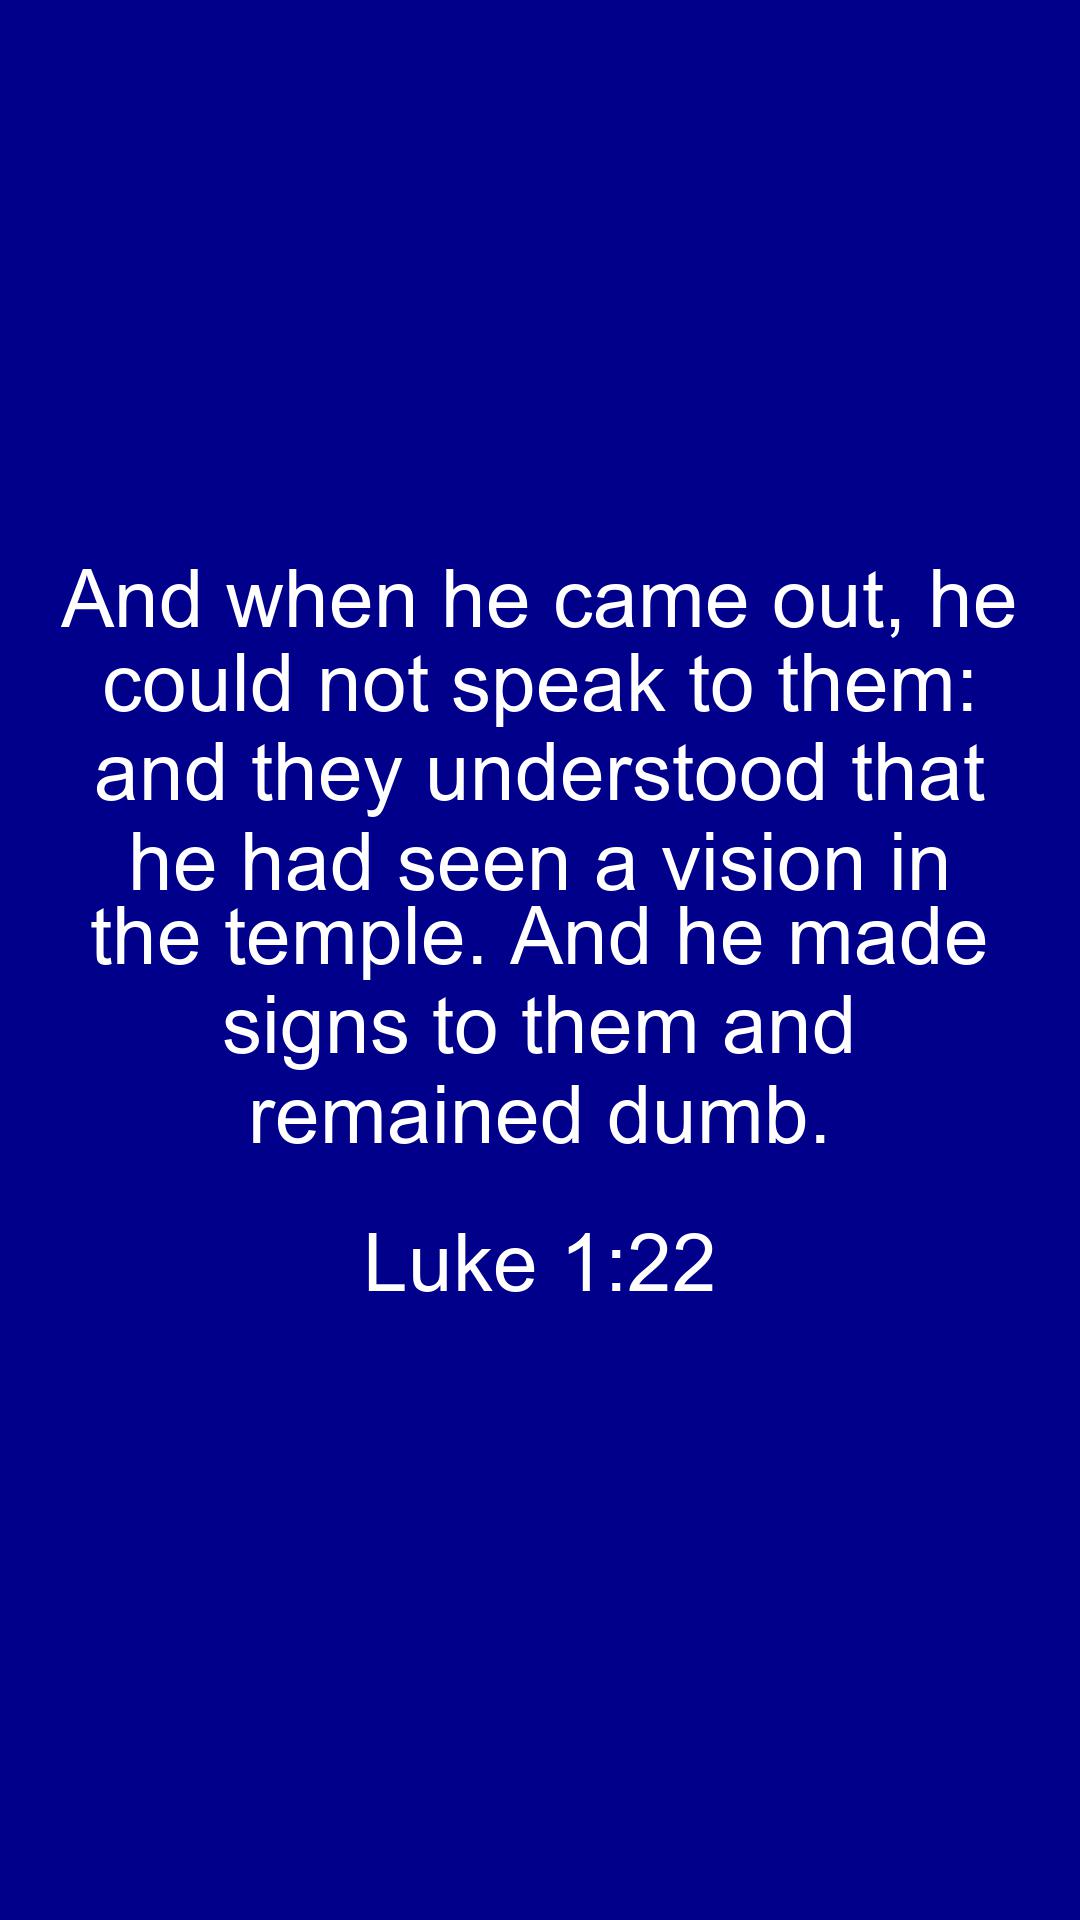 And when he came out, he
could not speak to them:
and they understood that
he had seen a vision in
the temple. And he made
signs to them and
remained dumb.
Luke 1:22